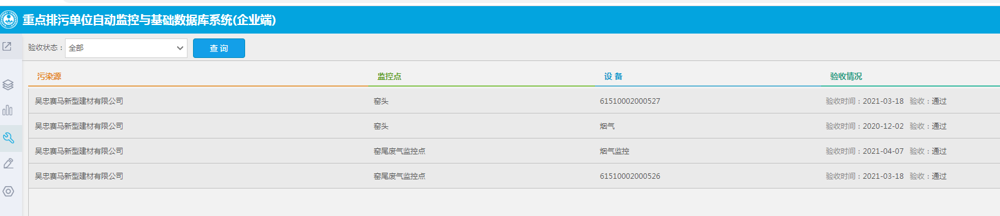 重点排污单位自动监控与基础数据库系统(企业端)
验收状态：全部 查 询
污染源 监控点 设 备 验收情况
吴忠赛马新型建材有限公司 窑头 61510002000527 验收时间：2021-03-18 验收：通过
吴忠赛马新型建材有限公司 窑头 烟气 验收时间：2020-12-02 验收：通过
吴忠赛马新型建材有限公司 窑尾废气监控点 烟气监控 验收时间：2021-04-07 验收：通过
吴忠赛马新型建材有限公司 窑尾废气监控点 61510002000526 验收时间：2021-03-18 验收：通过